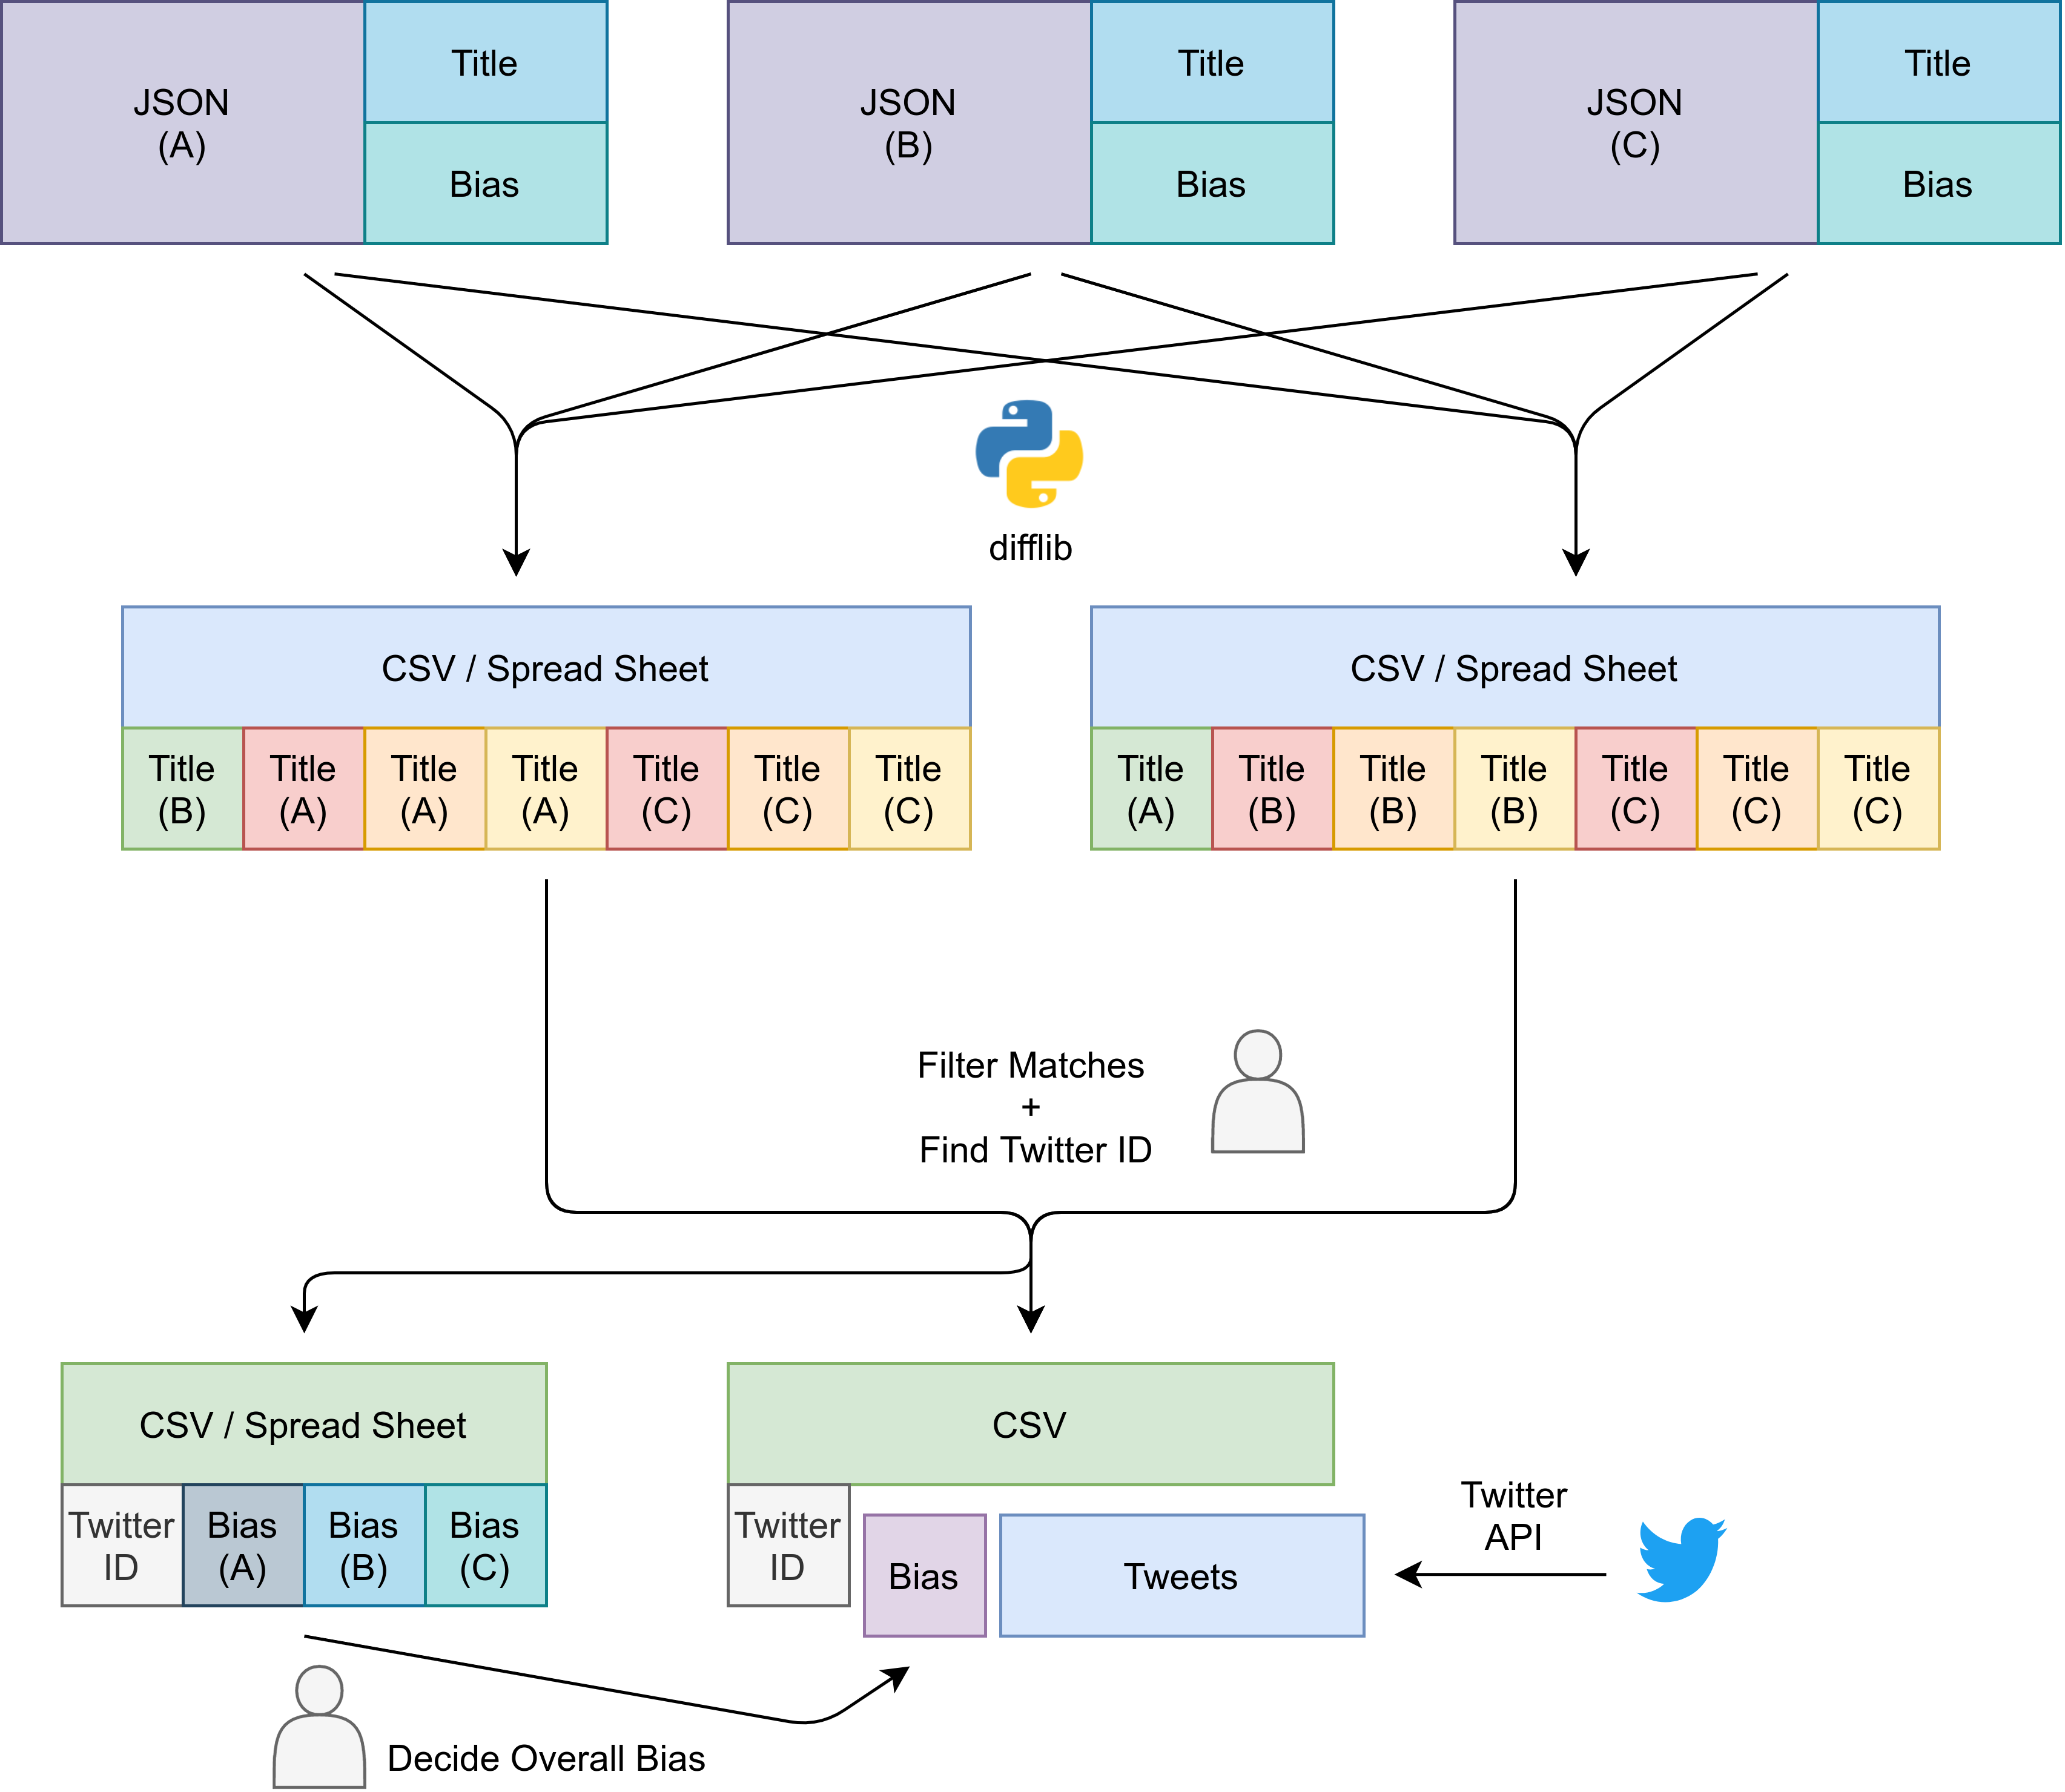 JSON
(A)
Title
Bias
JSON
(B)
Title
Bias
JSON
(C)
Title
Bias
difflib
CSV / Spread Sheet
Title
(B)
Title
(A)
Title
(A)
Title
(A)
Title
(C)
Title
(C)
Title
(C)
CSV / Spread Sheet
Title
(A)
Title
(B)
Title
(B)
Title
(B)
Title
(C)
Title
(C)
Title
(C)
Filter Matches
+
Find Twitter ID
CSV / Spread Sheet
Twitter
ID
Bias
(A)
Bias
(B)
Bias
(C)
CSV
Twitter
ID
Bias
Tweets
Twitter
API
Decide Overall Bias